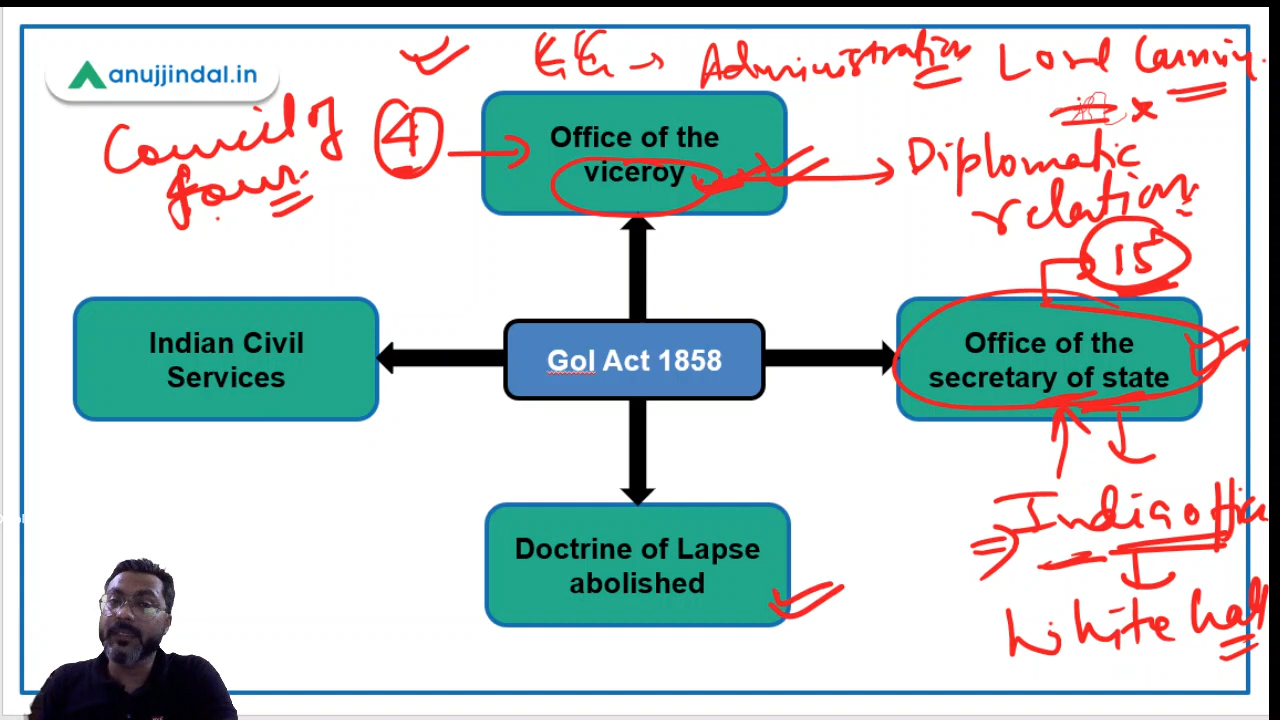 anujjindal.in
GG → Administration
Lord Canning
Council of
four
4
Office of the
viceroy
Diplomatic
relation
15
Indian Civil
Services
GoI Act 1858
Office of the
secretary of state
India office
White hall
Doctrine of Lapse
abolished